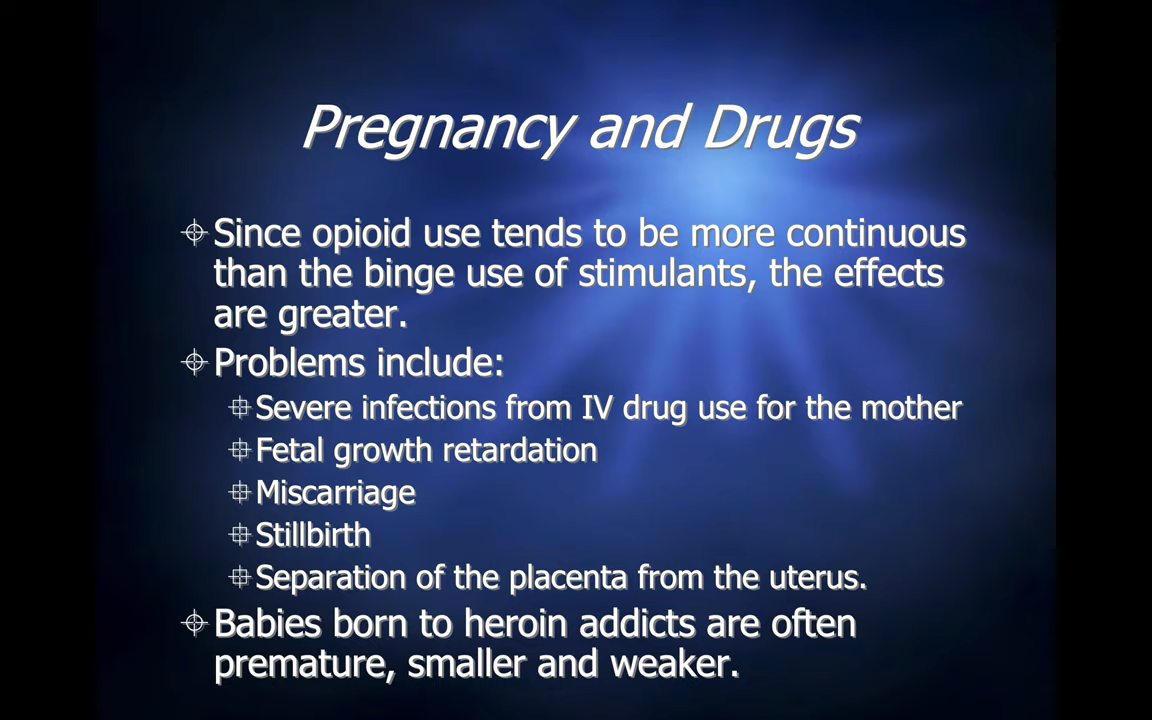 Pregnancy and Drugs
Since opioid use tends to be more continuous
than the binge use of stimulants, the effects
are greater.
Problems include:
Severe infections from IV drug use for the mother
Fetal growth retardation
Miscarriage
Stillbirth
Separation of the placenta from the uterus.
Babies born to heroin addicts are often
premature, smaller and weaker.